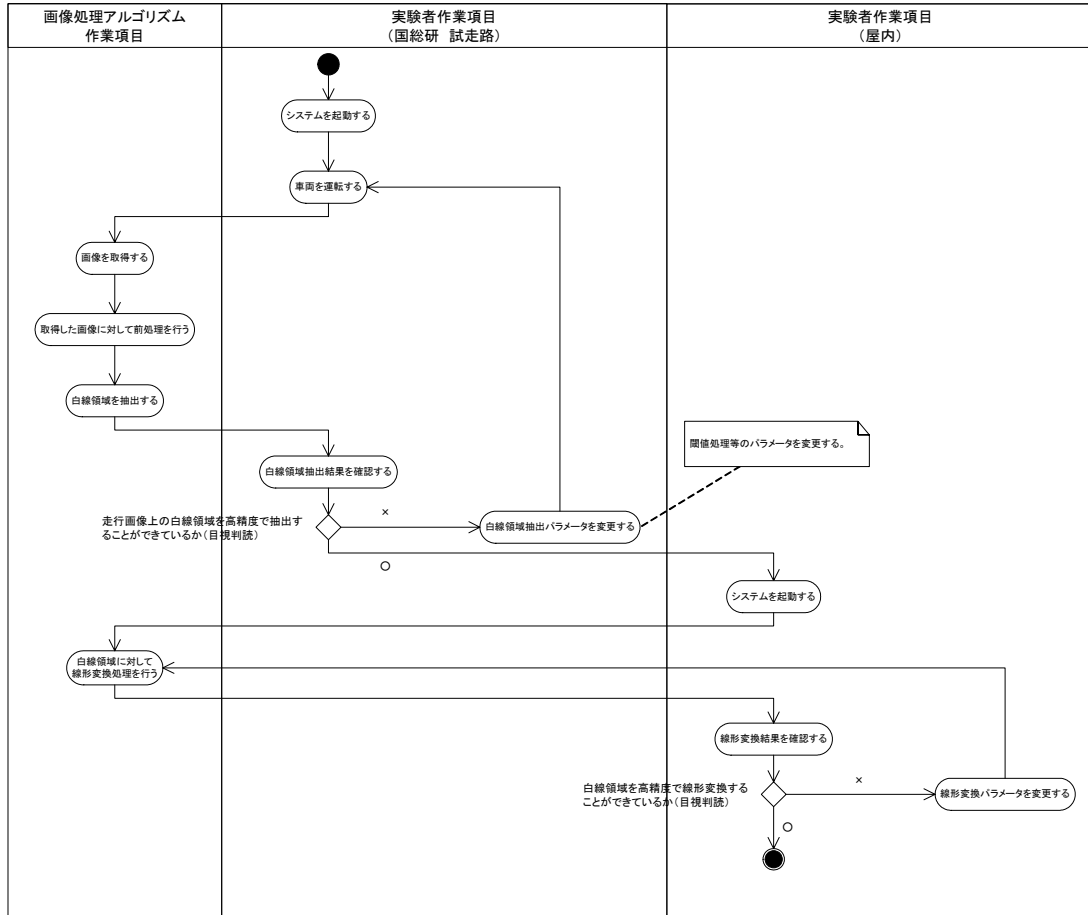 画像処理アルゴリズム
作業項目
実験者作業項目
(国総研 試走路)
実験者作業項目
(屋内)
システムを起動する
車両を運転する
画像を取得する
取得した画像に対して前処理を行う
白線領域を抽出する
閾値処理等のパラメータを変更する。
白線領域抽出結果を確認する
走行画像上の白線領域を高精度で抽出す
ることができているか(目視判読)
×
白線領域抽出パラメータを変更する
○
システムを起動する
白線領域に対して
線形変換処理を行う
線形変換結果を確認する
白線領域を高精度で線形変換する
ことができているか(目視判読)
×
線形変換パラメータを変更する
○